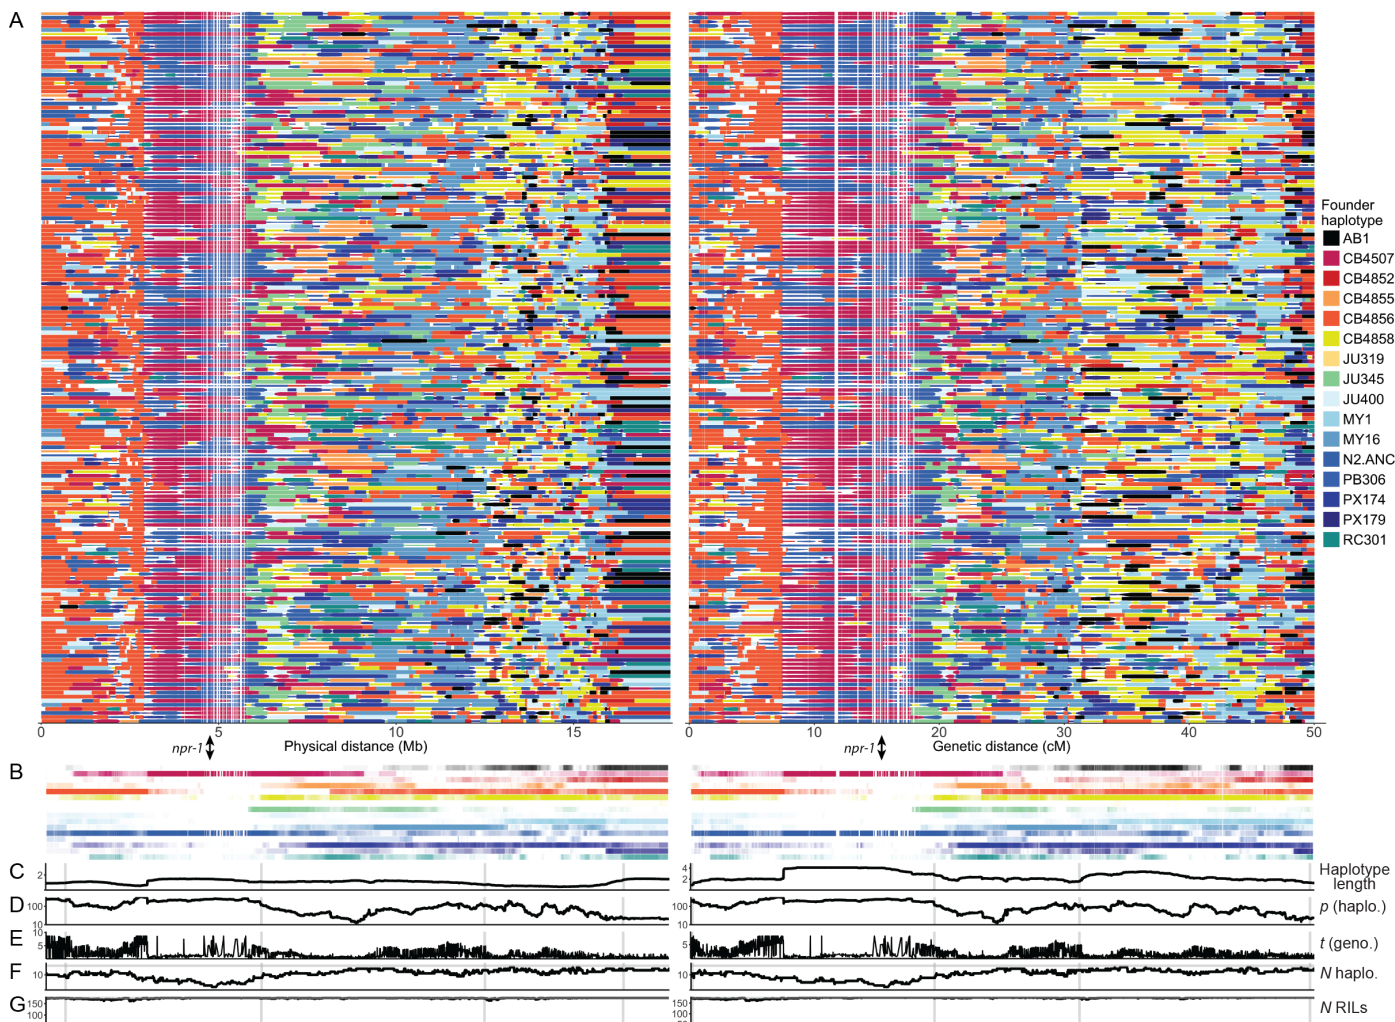 A
Founder
haplotype
AB1
CB4507
CB4852
CB4855
CB4856
CB4858
JU319
JU345
JU400
MY1
MY16
N2.ANC
PB306
PX174
PX179
RC301
0 5 10 15
npr-1 Physical distance (Mb)
0 10 20 30 40 50
npr-1 Genetic distance (cM)
B
C 2 4 2 Haplotype
length
D 100 10 100 10 p (haplo.)
E 10 5 5 t (geno.)
F 10 10 N haplo.
G 150 100 150 100 N RILs